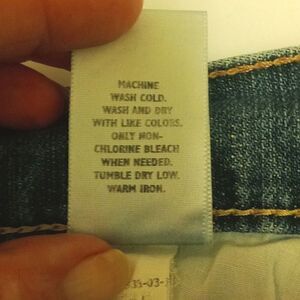 MACHINE
WASH COLD.
WASH AND DRY
WITH LIKE COLORS.
ONLY NON-
CHLORINE BLEACH
WHEN NEEDED.
TUMBLE DRY LOW.
WARM IRON.